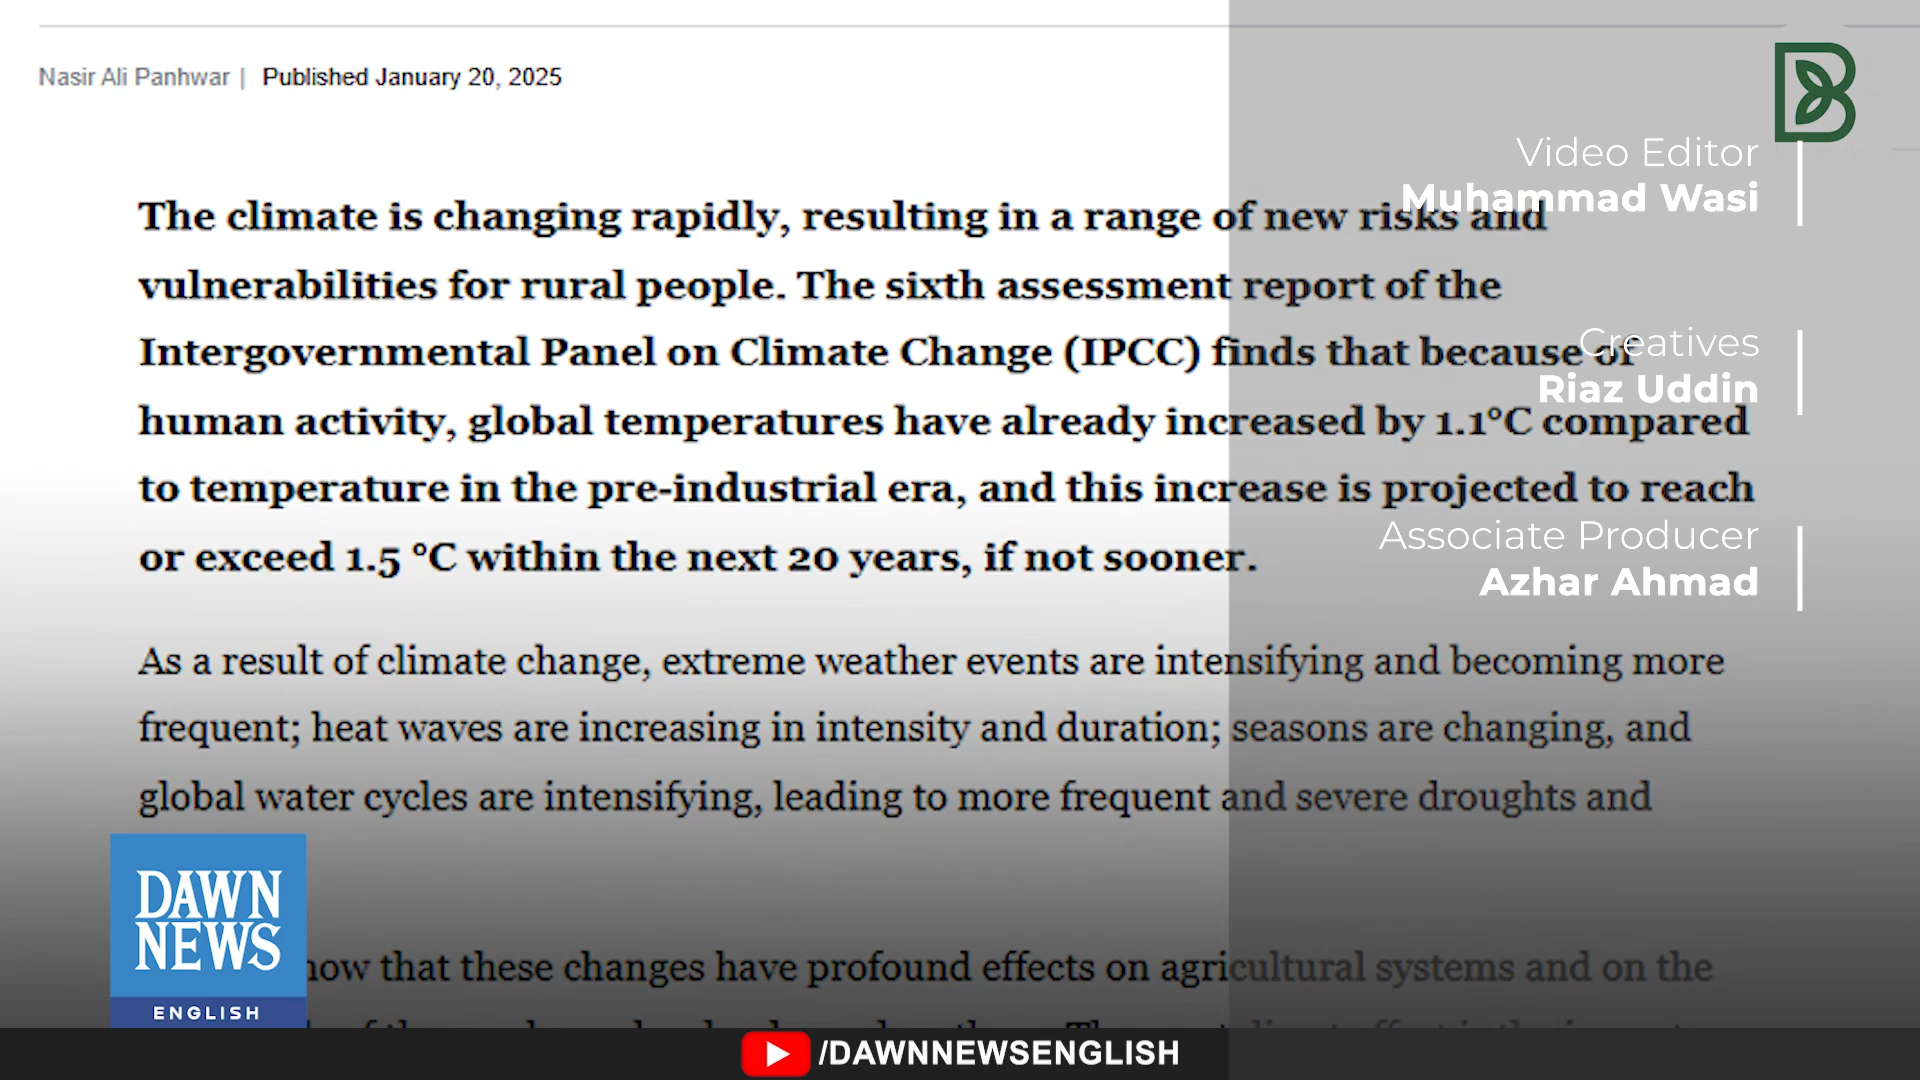 Nasir Ali Panhwar | Published January 20, 2025
The climate is changing rapidly, resulting in a range of new risks and
vulnerabilities for rural people. The sixth assessment report of the
Intergovernmental Panel on Climate Change (IPCC) finds that because of
human activity, global temperatures have already increased by 1.1°C compared
to temperature in the pre-industrial era, and this increase is projected to reach
or exceed 1.5 °C within the next 20 years, if not sooner.
As a result of climate change, extreme weather events are intensifying and becoming more
frequent; heat waves are increasing in intensity and duration; seasons are changing, and
global water cycles are intensifying, leading to more frequent and severe droughts and
that these changes have profound effects on agricultural systems and on the
Video Editor
Muhammad Wasi
Creatives
Riaz Uddin
Associate Producer
Azhar Ahmad
DAWN
NEWS
ENGLISH
/DAWNNEWSENGLISH